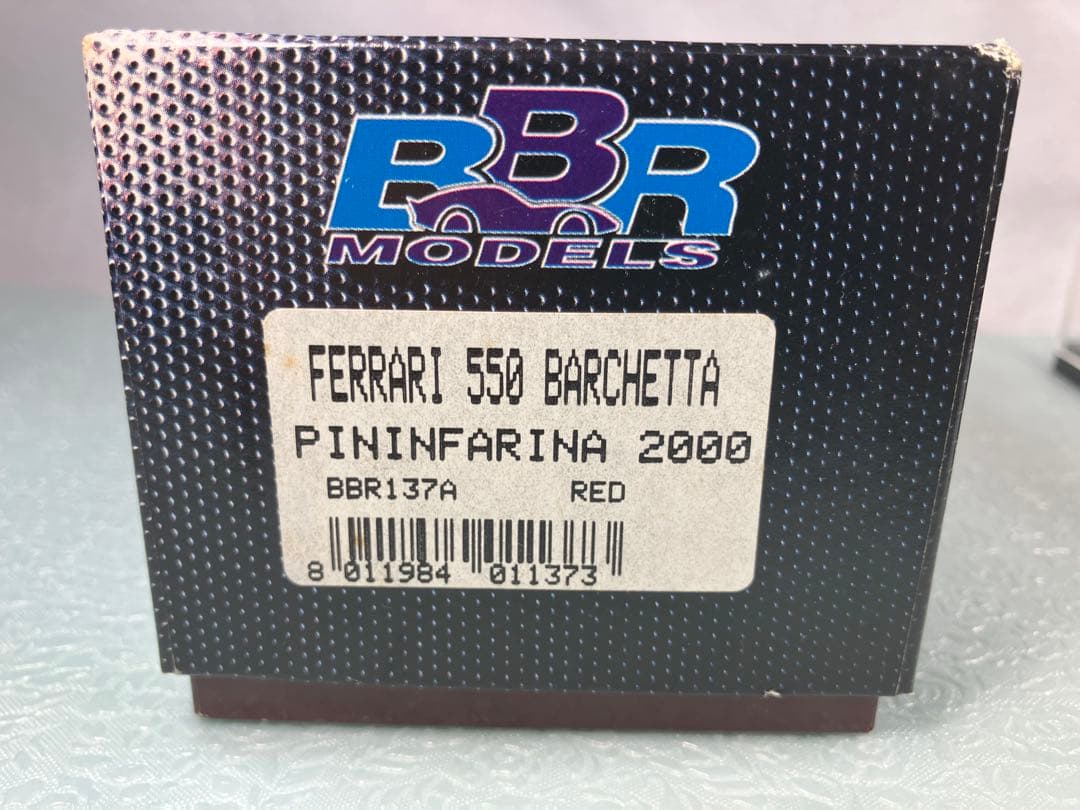 BBR
MODELS
FERRARI 550 BARCHETTA
PININFARINA 2000
BBR137A RED
8 011984 011373